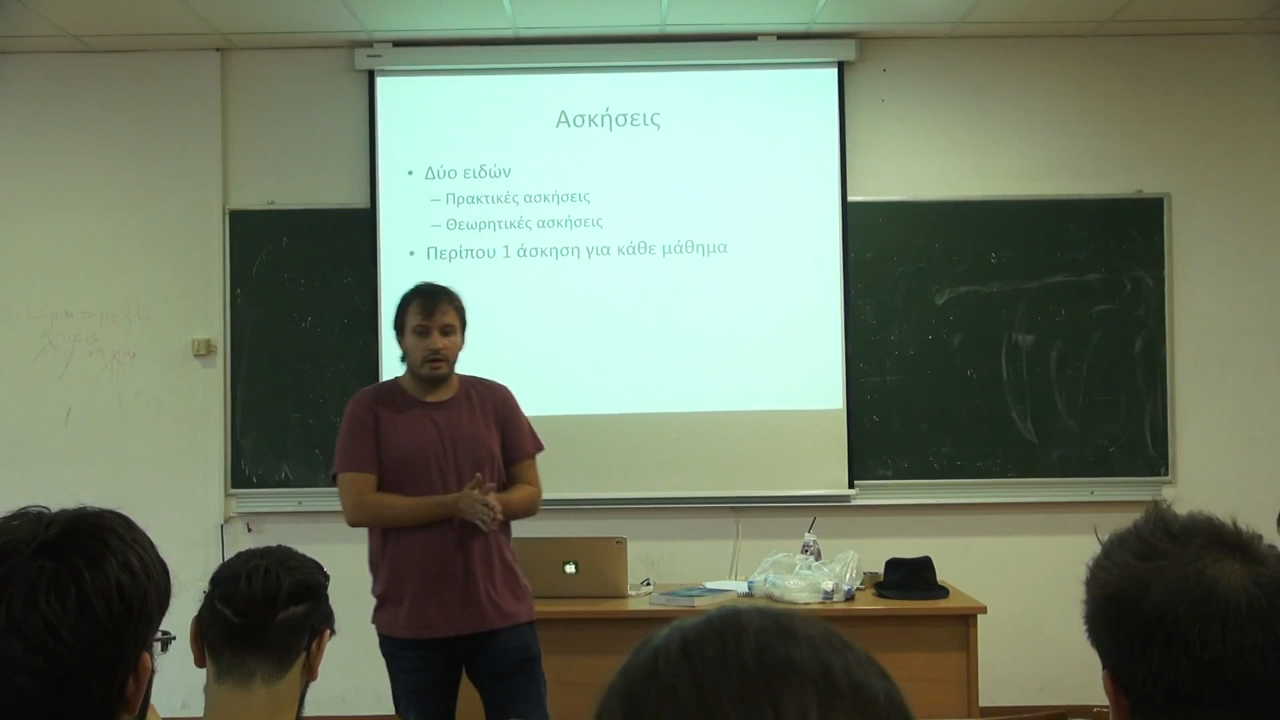 Ασκήσεις
• Δύο ειδών
– Πρακτικές ασκήσεις
– Θεωρητικές ασκήσεις
• Περίπου 1 άσκηση για κάθε μάθημα